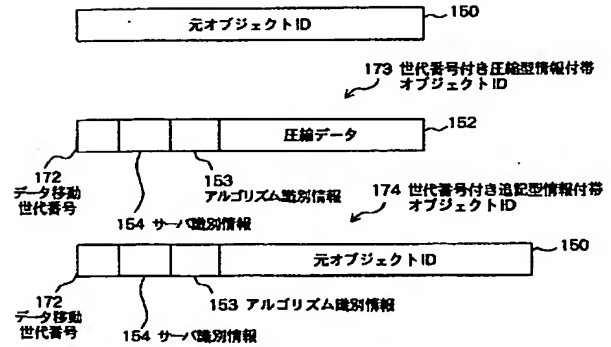 元オブジェクトID
150
173 世代番号付き圧縮型情報付帯
オブジェクトID
圧縮データ
152
172
データ移動
世代番号
153
アルゴリズム識別情報
154 サーバ識別情報
174 世代番号付き追記型情報付帯
オブジェクトID
元オブジェクトID
150
172
データ移動
世代番号
153 アルゴリズム識別情報
154 サーバ識別情報